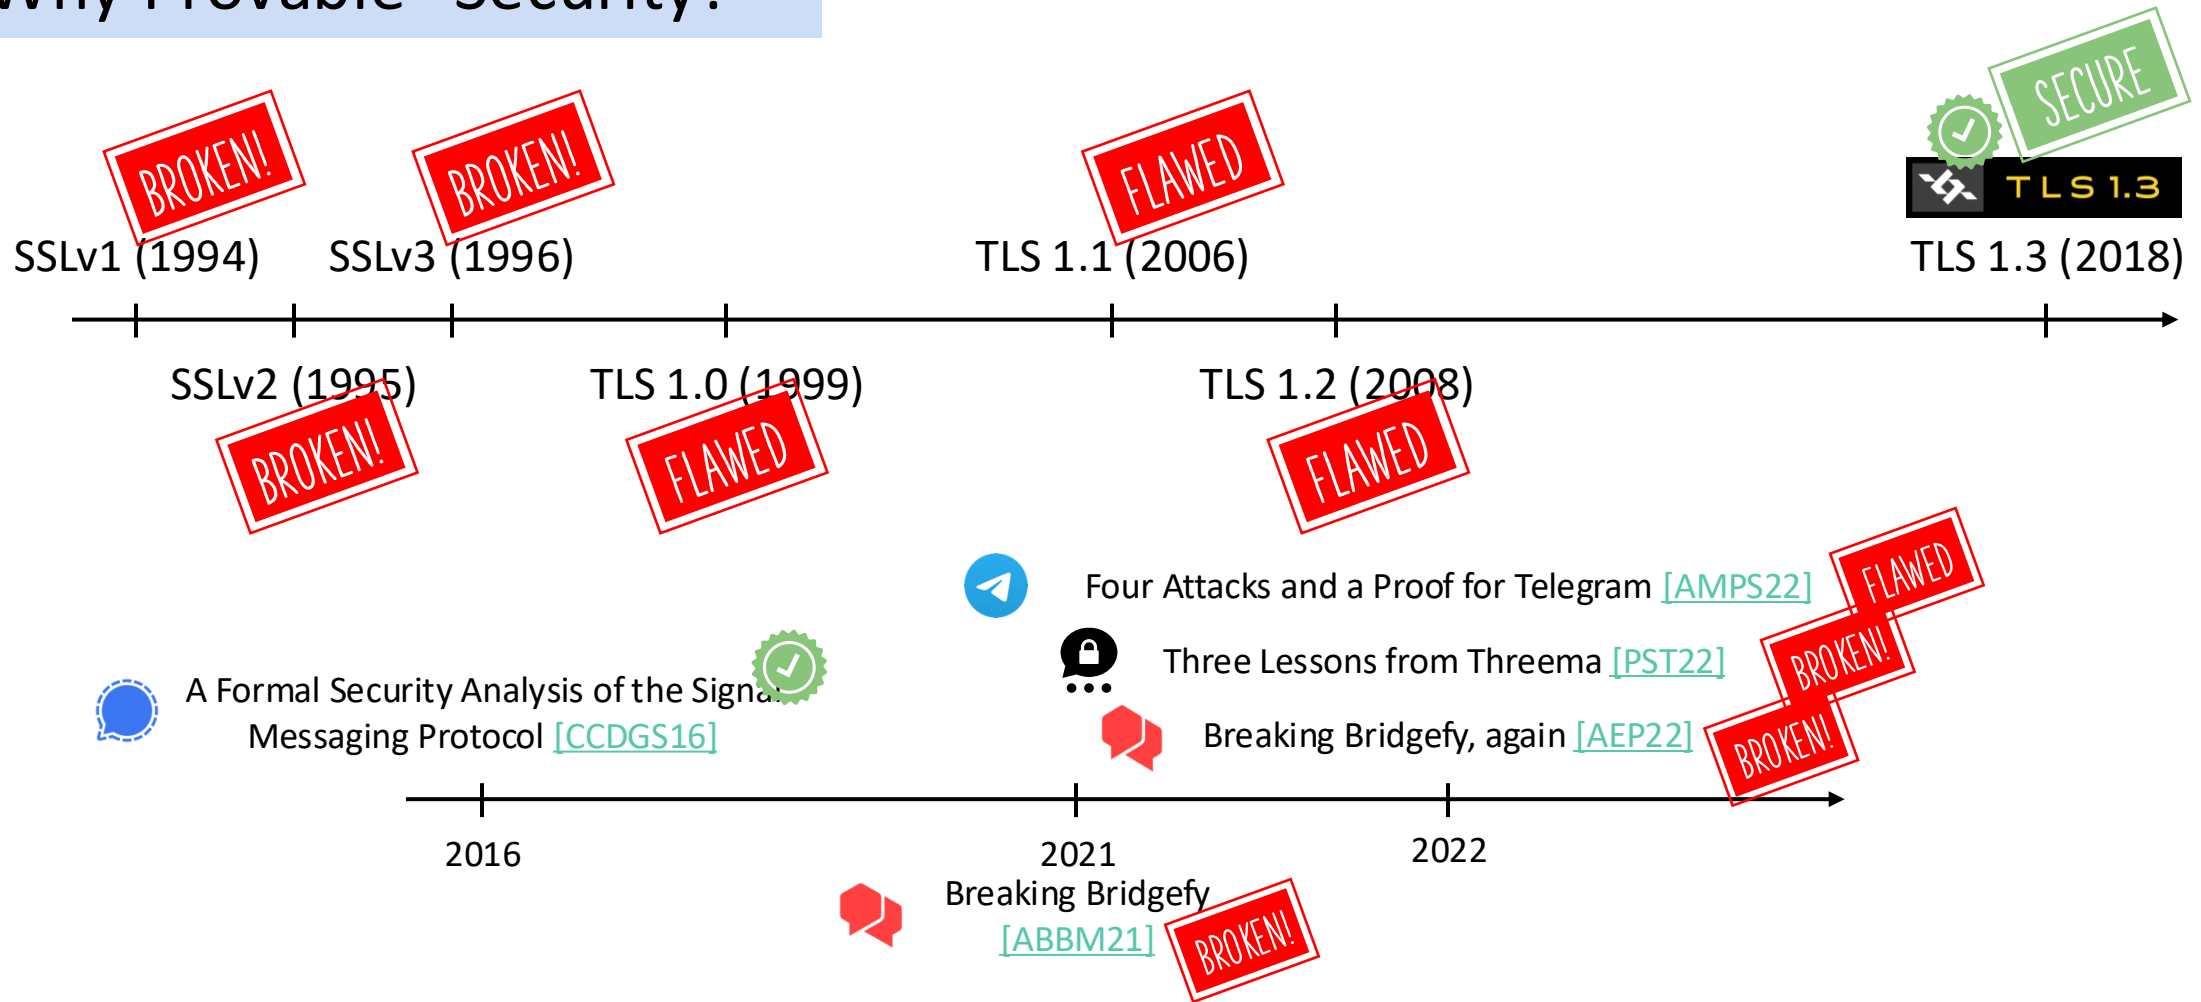 Why Provable Security?
SECURE
BROKEN!
BROKEN!
FLAWED
TLS 1.3
SSLv1 (1994)
SSLv3 (1996)
TLS 1.1 (2006)
TLS 1.3 (2018)
SSLv2 (1995)
TLS 1.0 (1999)
TLS 1.2 (2008)
BROKEN!
FLAWED
FLAWED
Four Attacks and a Proof for Telegram [AMPS22]
FLAWED
Three Lessons from Threema [PST22]
BROKEN!
A Formal Security Analysis of the Signal
Messaging Protocol [CCDGS16]
Breaking Bridgefy, again [AEP22]
BROKEN!
2016
2021
2022
Breaking Bridgefy
[ABBM21]
BROKEN!